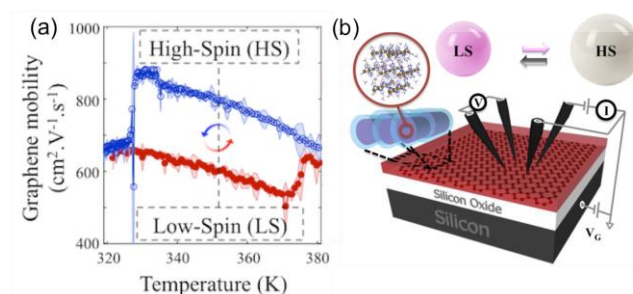 (a)
1000
800
600
400
Graphene mobility
(cm². V⁻¹.s⁻¹)
High-Spin (HS)
Low-Spin (LS)
320
340
360
380
Temperature (K)
(b)
LS
HS
V
I
Silicon Oxide
Silicon
V_G